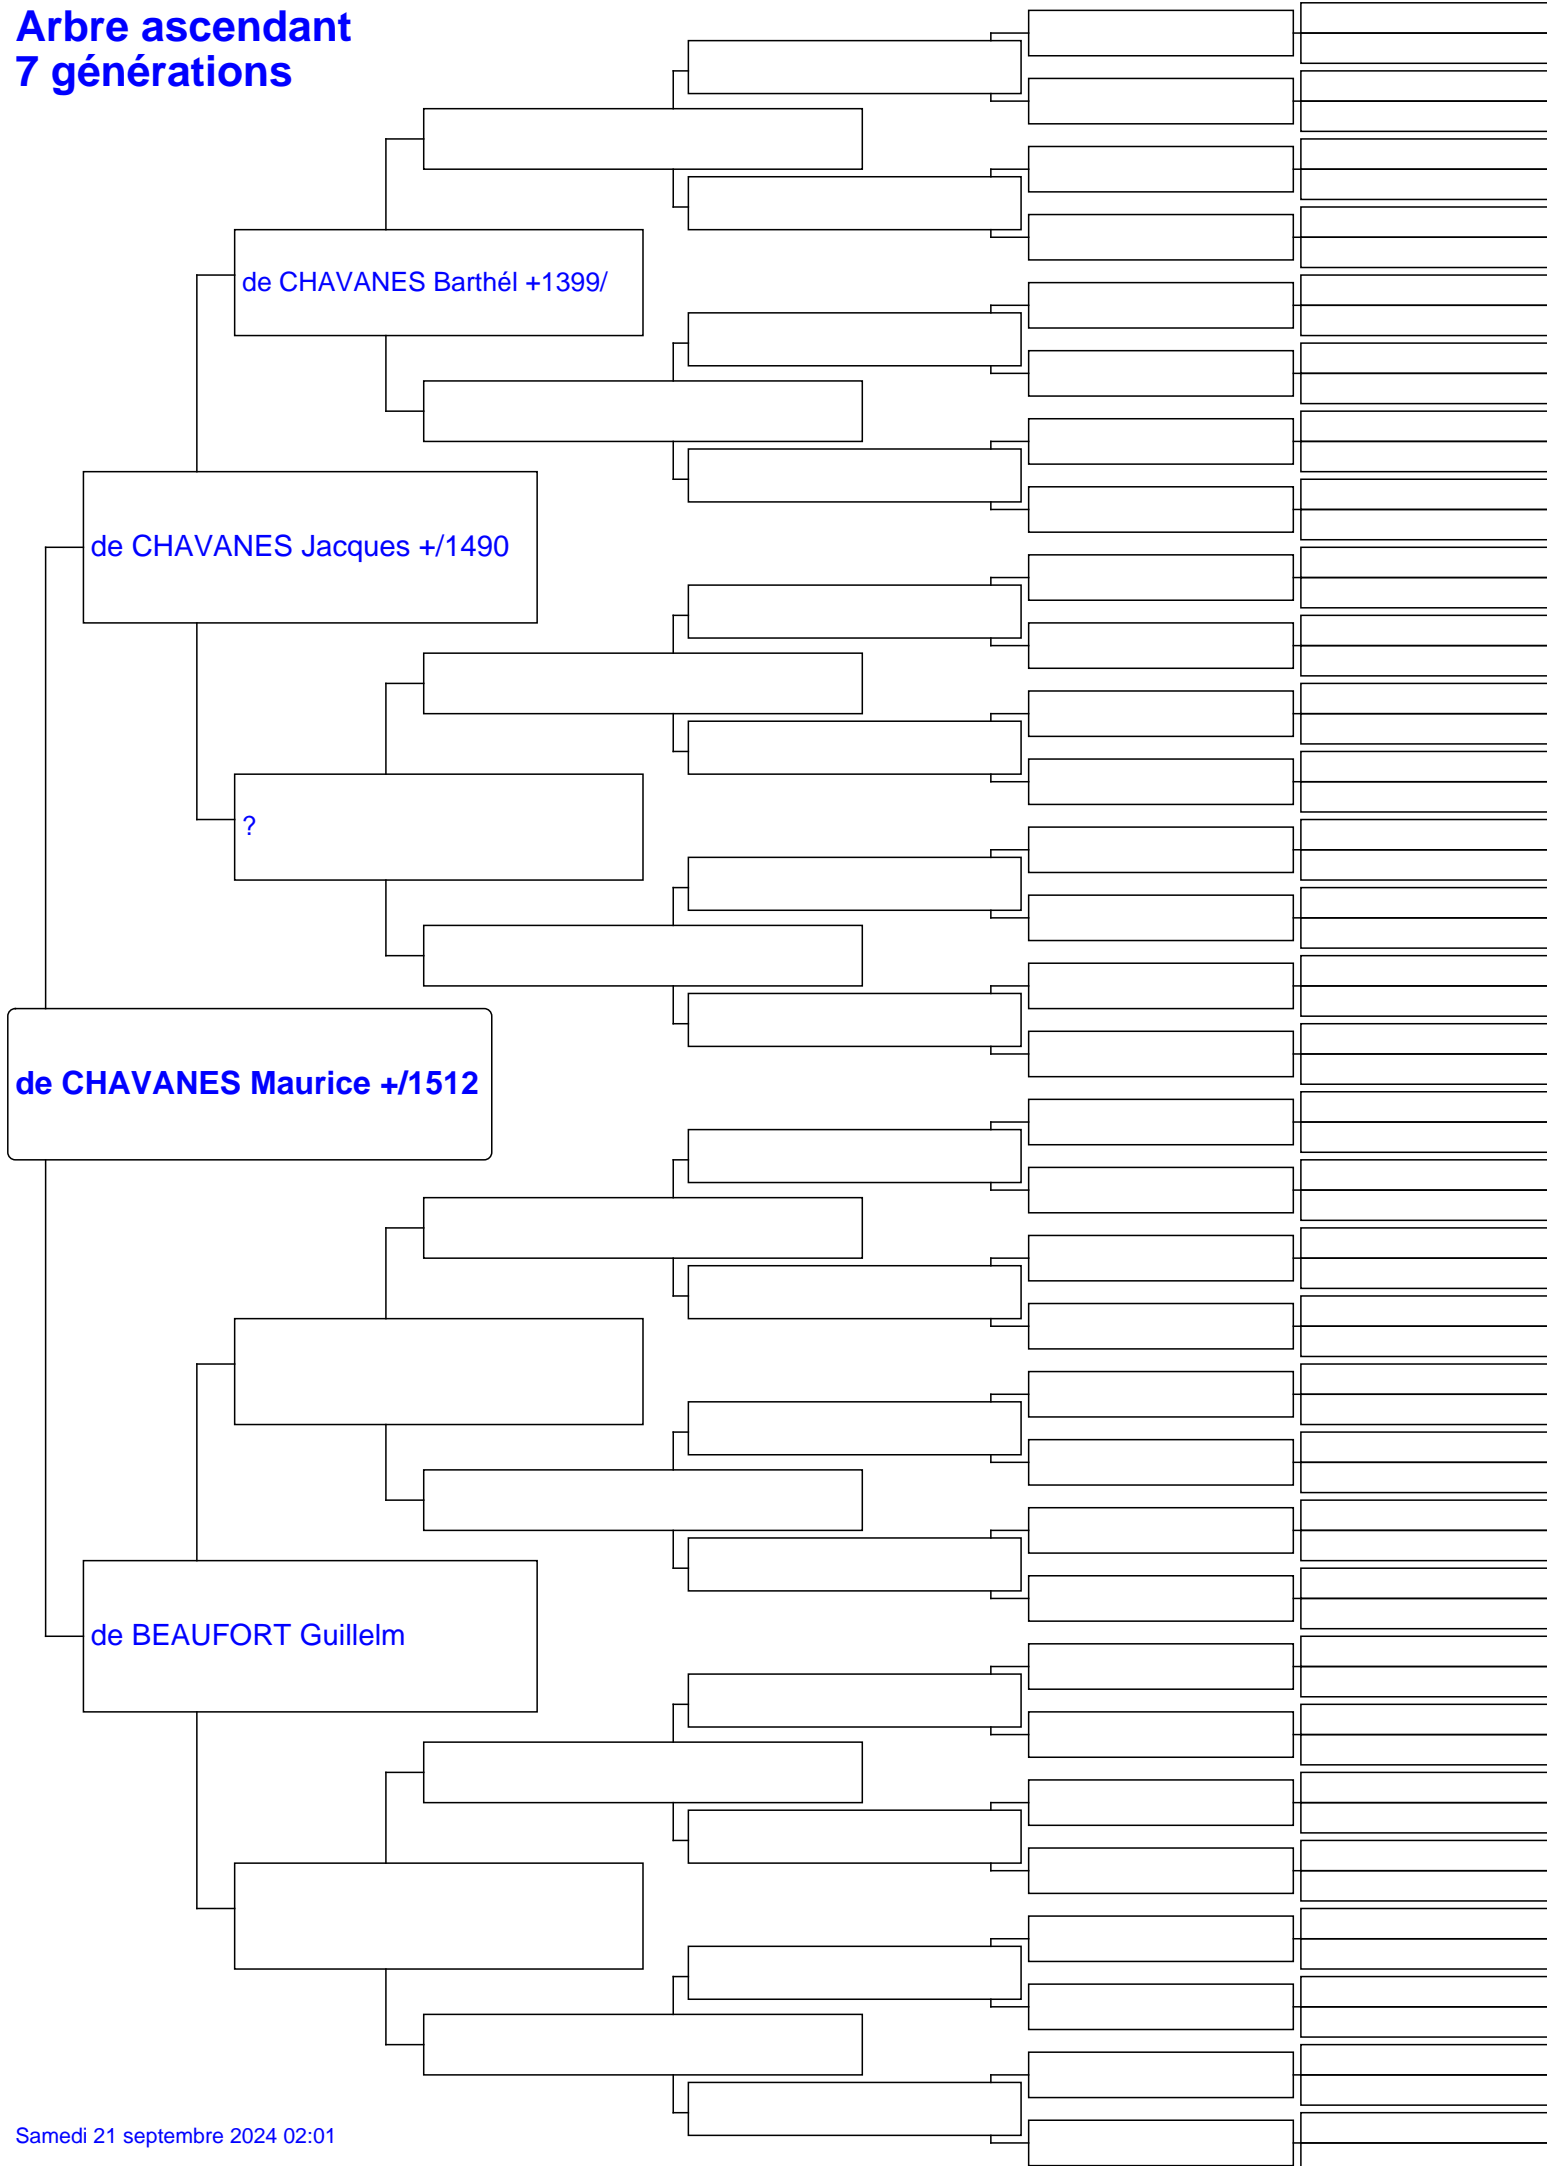 Arbre ascendant
7 générations
de CHAVANES Barthél +1399/
de CHAVANES Jacques +/1490
?
de CHAVANES Maurice +/1512
de BEAUFORT Guillelm
Samedi 21 septembre 2024 02:01